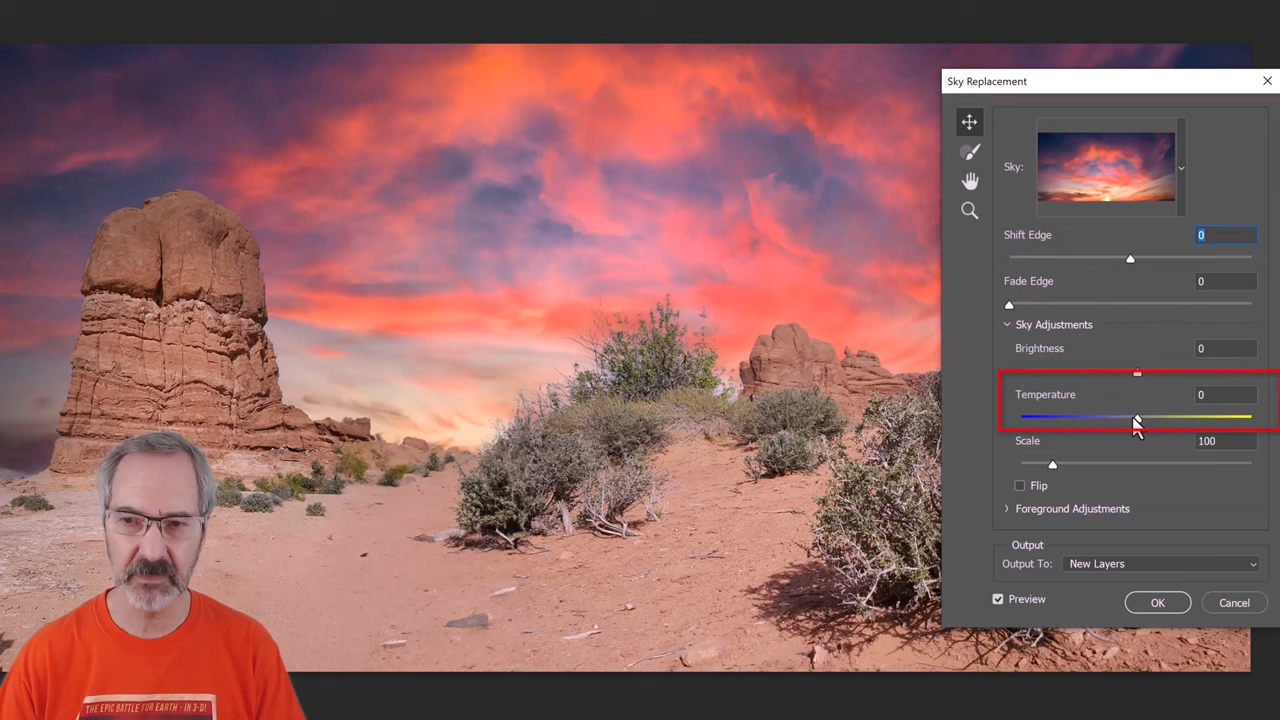 Sky Replacement
Sky:
Shift Edge 0
Fade Edge 0
Sky Adjustments
Brightness 0
Temperature 0
Scale 100
Flip
Foreground Adjustments
Output
Output To: New Layers
Preview OK Cancel
THE EPIC BATTLE FOR EARTH - IN 3-D!